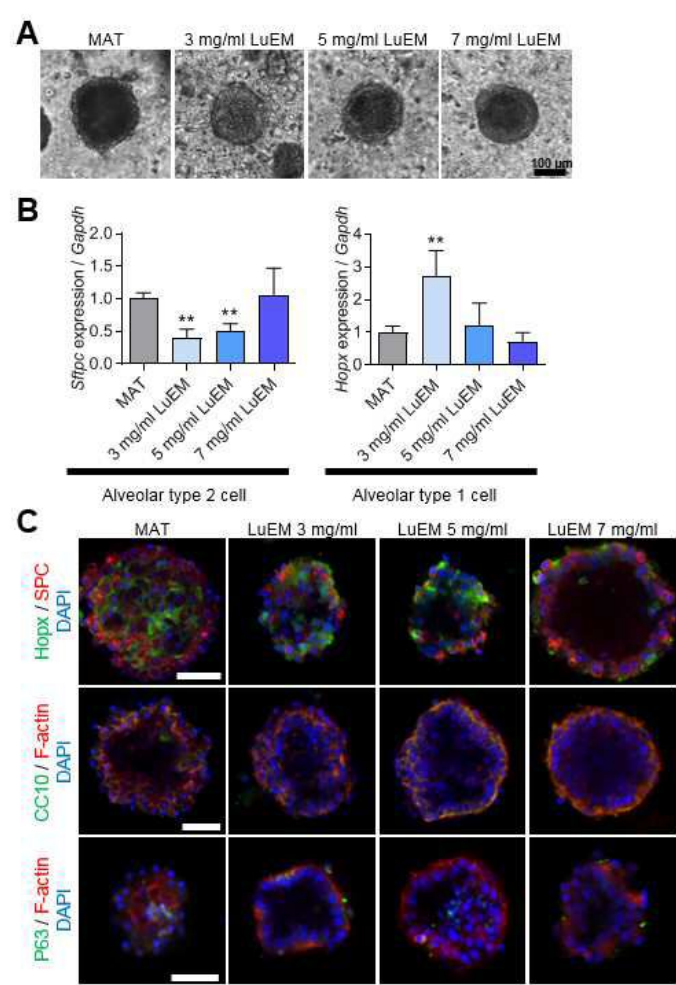 A
MAT 3 mg/ml LuEM 5 mg/ml LuEM 7 mg/ml LuEM
100 µm
B
Sftpc expression / Gapdh
2.0
1.5
1.0
0.5
0.0
** **
MAT
3 mg/ml LuEM
5 mg/ml LuEM
7 mg/ml LuEM
Alveolar type 2 cell
Hopx expression / Gapdh
4
3
2
1
0
**
MAT
3 mg/ml LuEM
5 mg/ml LuEM
7 mg/ml LuEM
Alveolar type 1 cell
C
MAT LuEM 3 mg/ml LuEM 5 mg/ml LuEM 7 mg/ml
Hopx / SPC
DAPI
CC10 / F-actin
DAPI
P63 / F-actin
DAPI